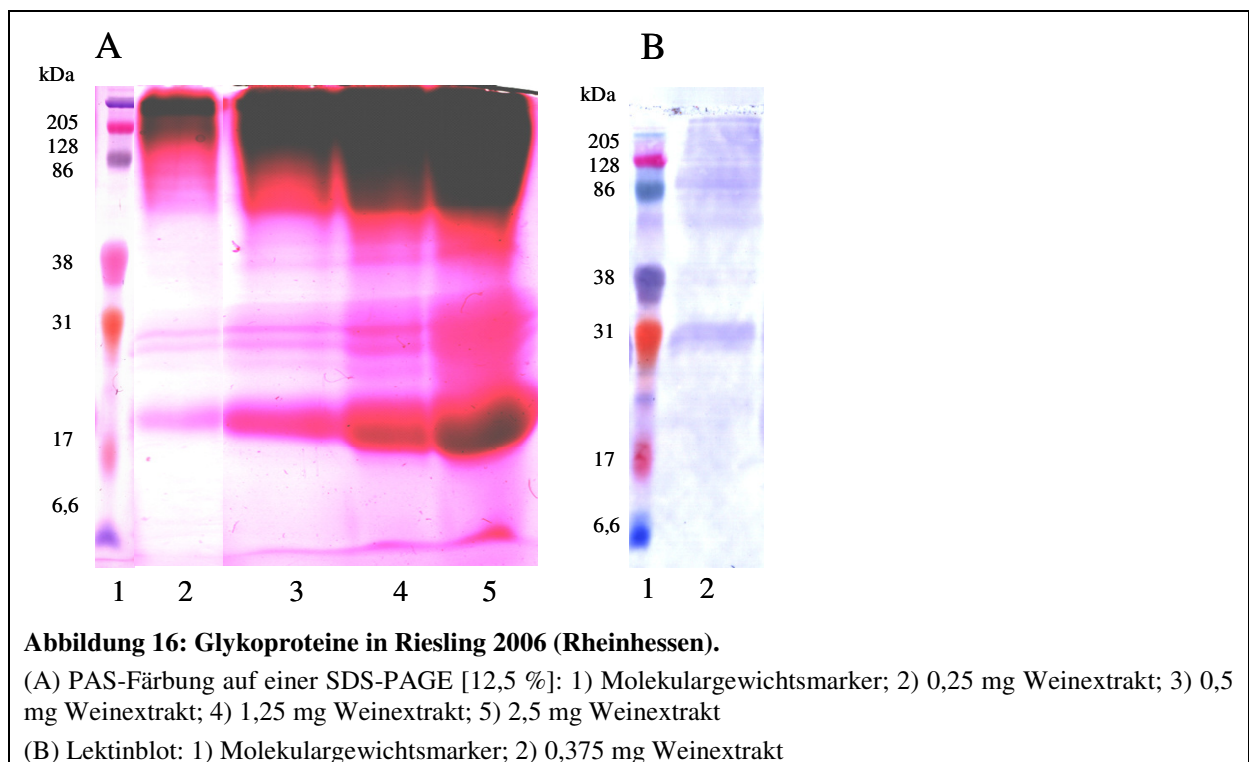 A
kDa
205
128
86
38
31
17
6,6
1 2 3 4 5
B
kDa
205
128
86
38
31
17
6,6
1 2
Abbildung 16: Glykoproteine in Riesling 2006 (Rheinhessen).
(A) PAS-Färbung auf einer SDS-PAGE [12,5 %]: 1) Molekulargewichtsmarker; 2) 0,25 mg Weinextrakt; 3) 0,5
mg Weinextrakt; 4) 1,25 mg Weinextrakt; 5) 2,5 mg Weinextrakt
(B) Lektinblot: 1) Molekulargewichtsmarker; 2) 0,375 mg Weinextrakt